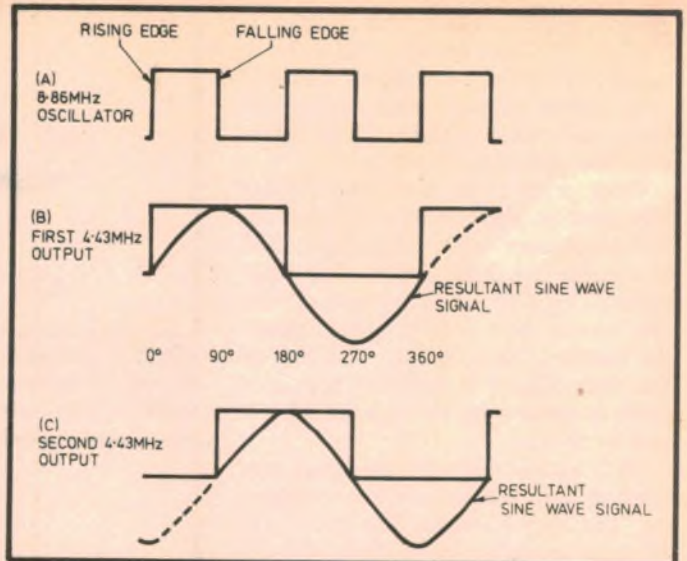 RISING EDGE
FALLING EDGE
(A)
8·86MHz
OSCILLATOR
(B)
FIRST 4·43MHz
OUTPUT
RESULTANT SINE WAVE
SIGNAL
0° 90° 180° 270° 360°
(C)
SECOND 4·43MHz
OUTPUT
RESULTANT
SINE WAVE SIGNAL